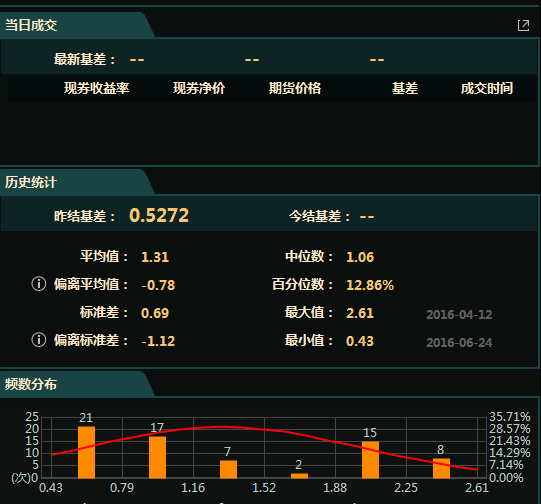 当日成交
最新基差： -- -- --
现券收益率 现券净价 期货价格 基差 成交时间
历史统计
昨结基差： 0.5272 今结基差： --
平均值： 1.31 中位数： 1.06
偏离平均值： -0.78 百分位数： 12.86%
标准差： 0.69 最大值： 2.61 2016-04-12
偏离标准差： -1.12 最小值： 0.43 2016-06-24
频数分布
25 21 35.71%
20 17 28.57%
15 15 21.43%
10 7 8 14.29%
5 2 7.14%
(次)0 0.00%
0.43 0.79 1.16 1.52 1.88 2.25 2.61